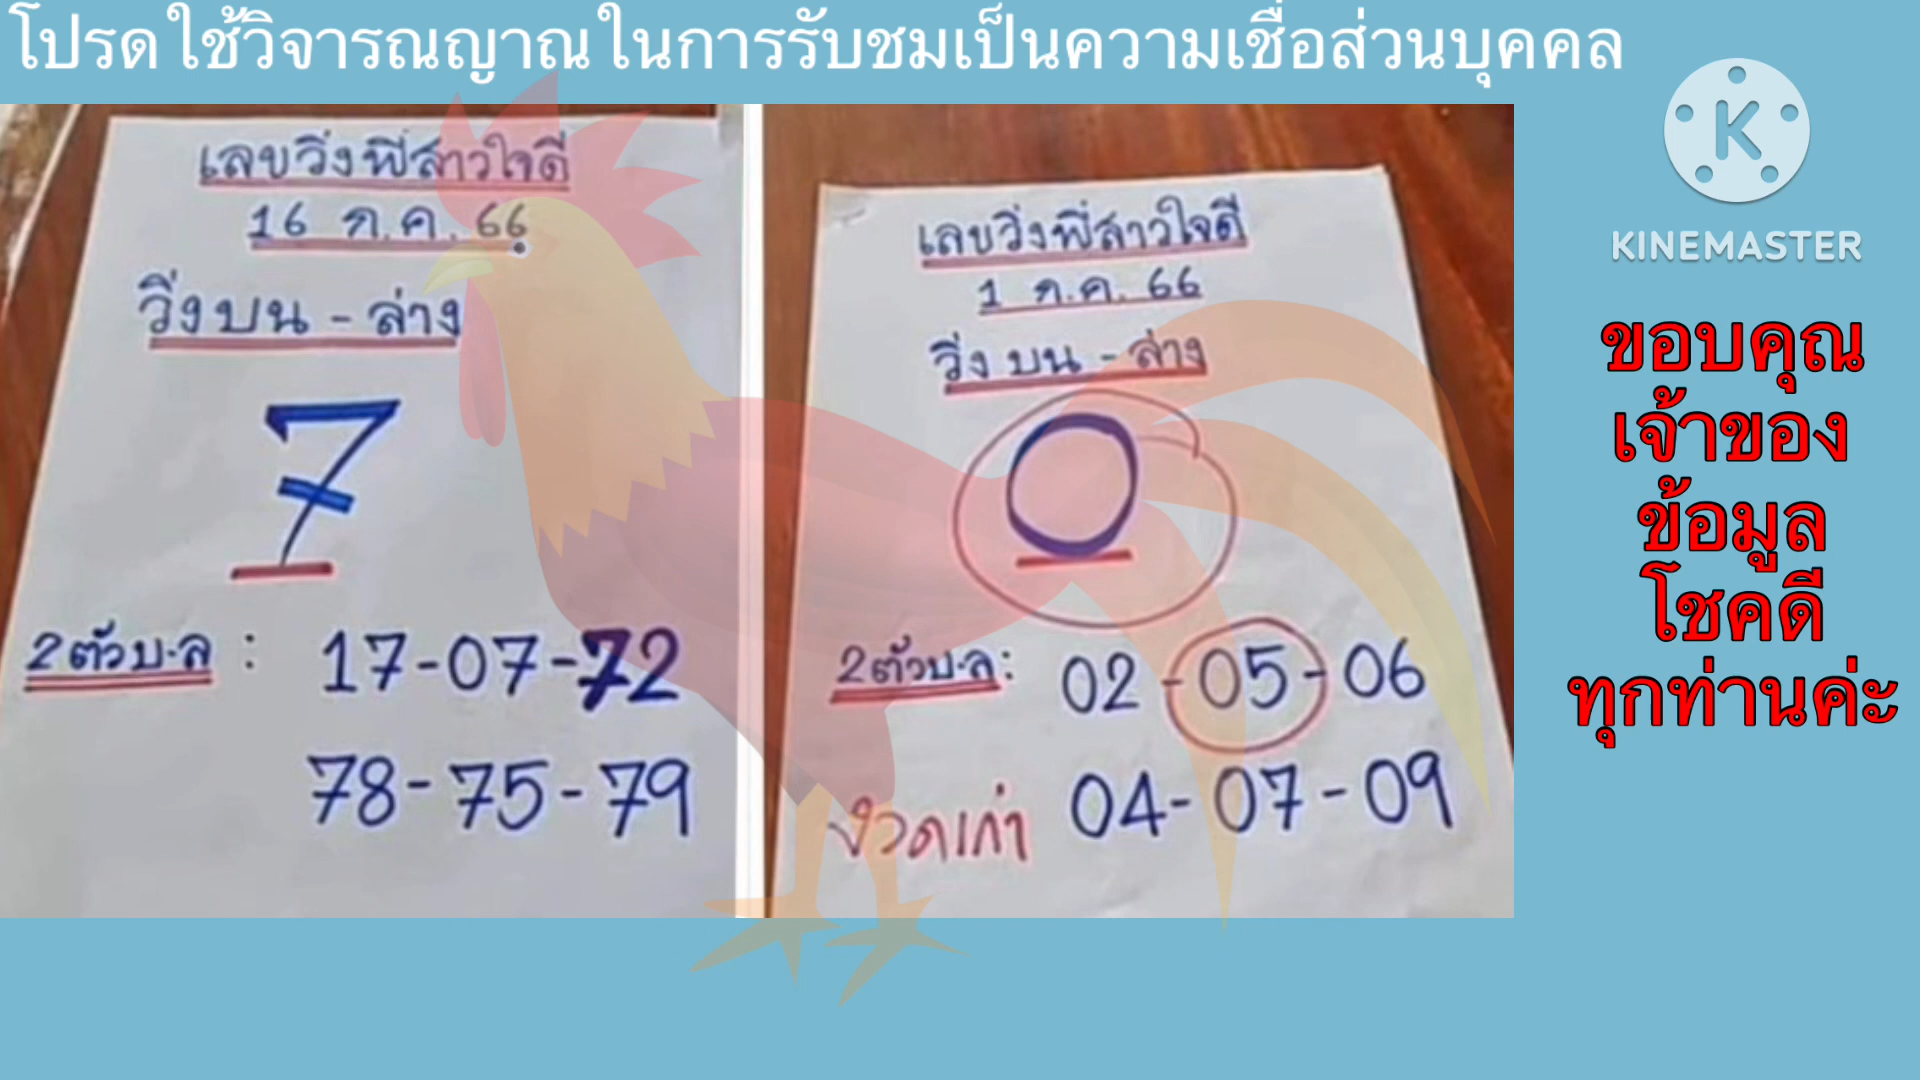 โปรดใช้วิจารณญาณในการรับชมเป็นความเชื่อส่วนบุคคล
เลขวิ่งพี่สาวใจดี
16 ก.ค. 66
วิ่งบน - ล่าง
7
2ตัวบ-ล : 17-07-72
78-75-79
เลขวิ่งพี่สาวใจดี
1 ก.ค. 66
วิ่ง บน - ล่าง
0
2ตัวบ-ล: 02-05-06
งวดเก่า 04-07-09
K
KINEMASTER
ขอบคุณ
เจ้าของ
ข้อมูล
โชคดี
ทุกท่านค่ะ